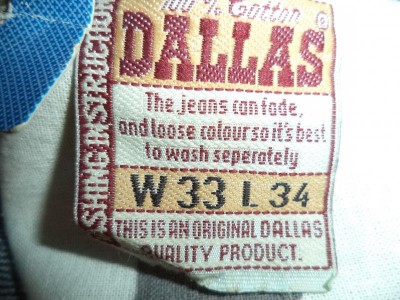 100% Cotton
DALLAS ®
The jeans can fade,
and loose colour so it's best
to wash seperately
W 33 L 34
THIS IS AN ORIGINAL DALLAS
QUALITY PRODUCT.